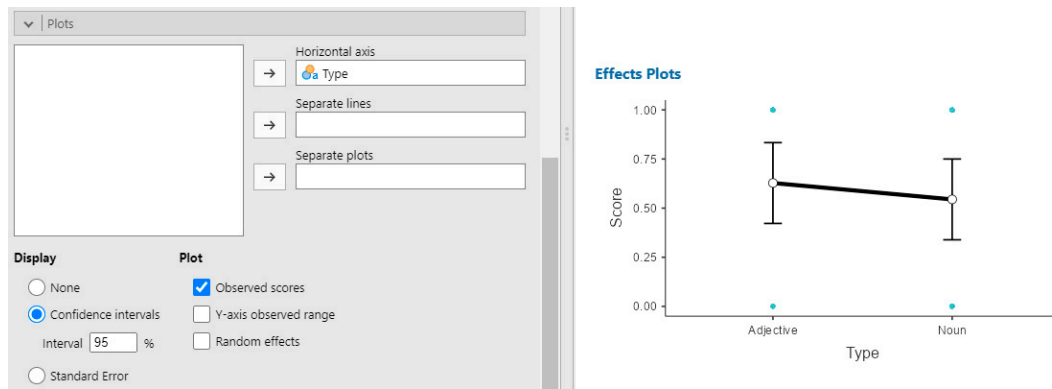 Plots
Horizontal axis
a Type
Separate lines
Separate plots
Display
Plot
None
Observed scores
Confidence intervals
Y-axis observed range
Interval 95 %
Random effects
Standard Error
Effects Plots
1.00
0.75
0.50
0.25
0.00
Score
Adjective
Noun
Type